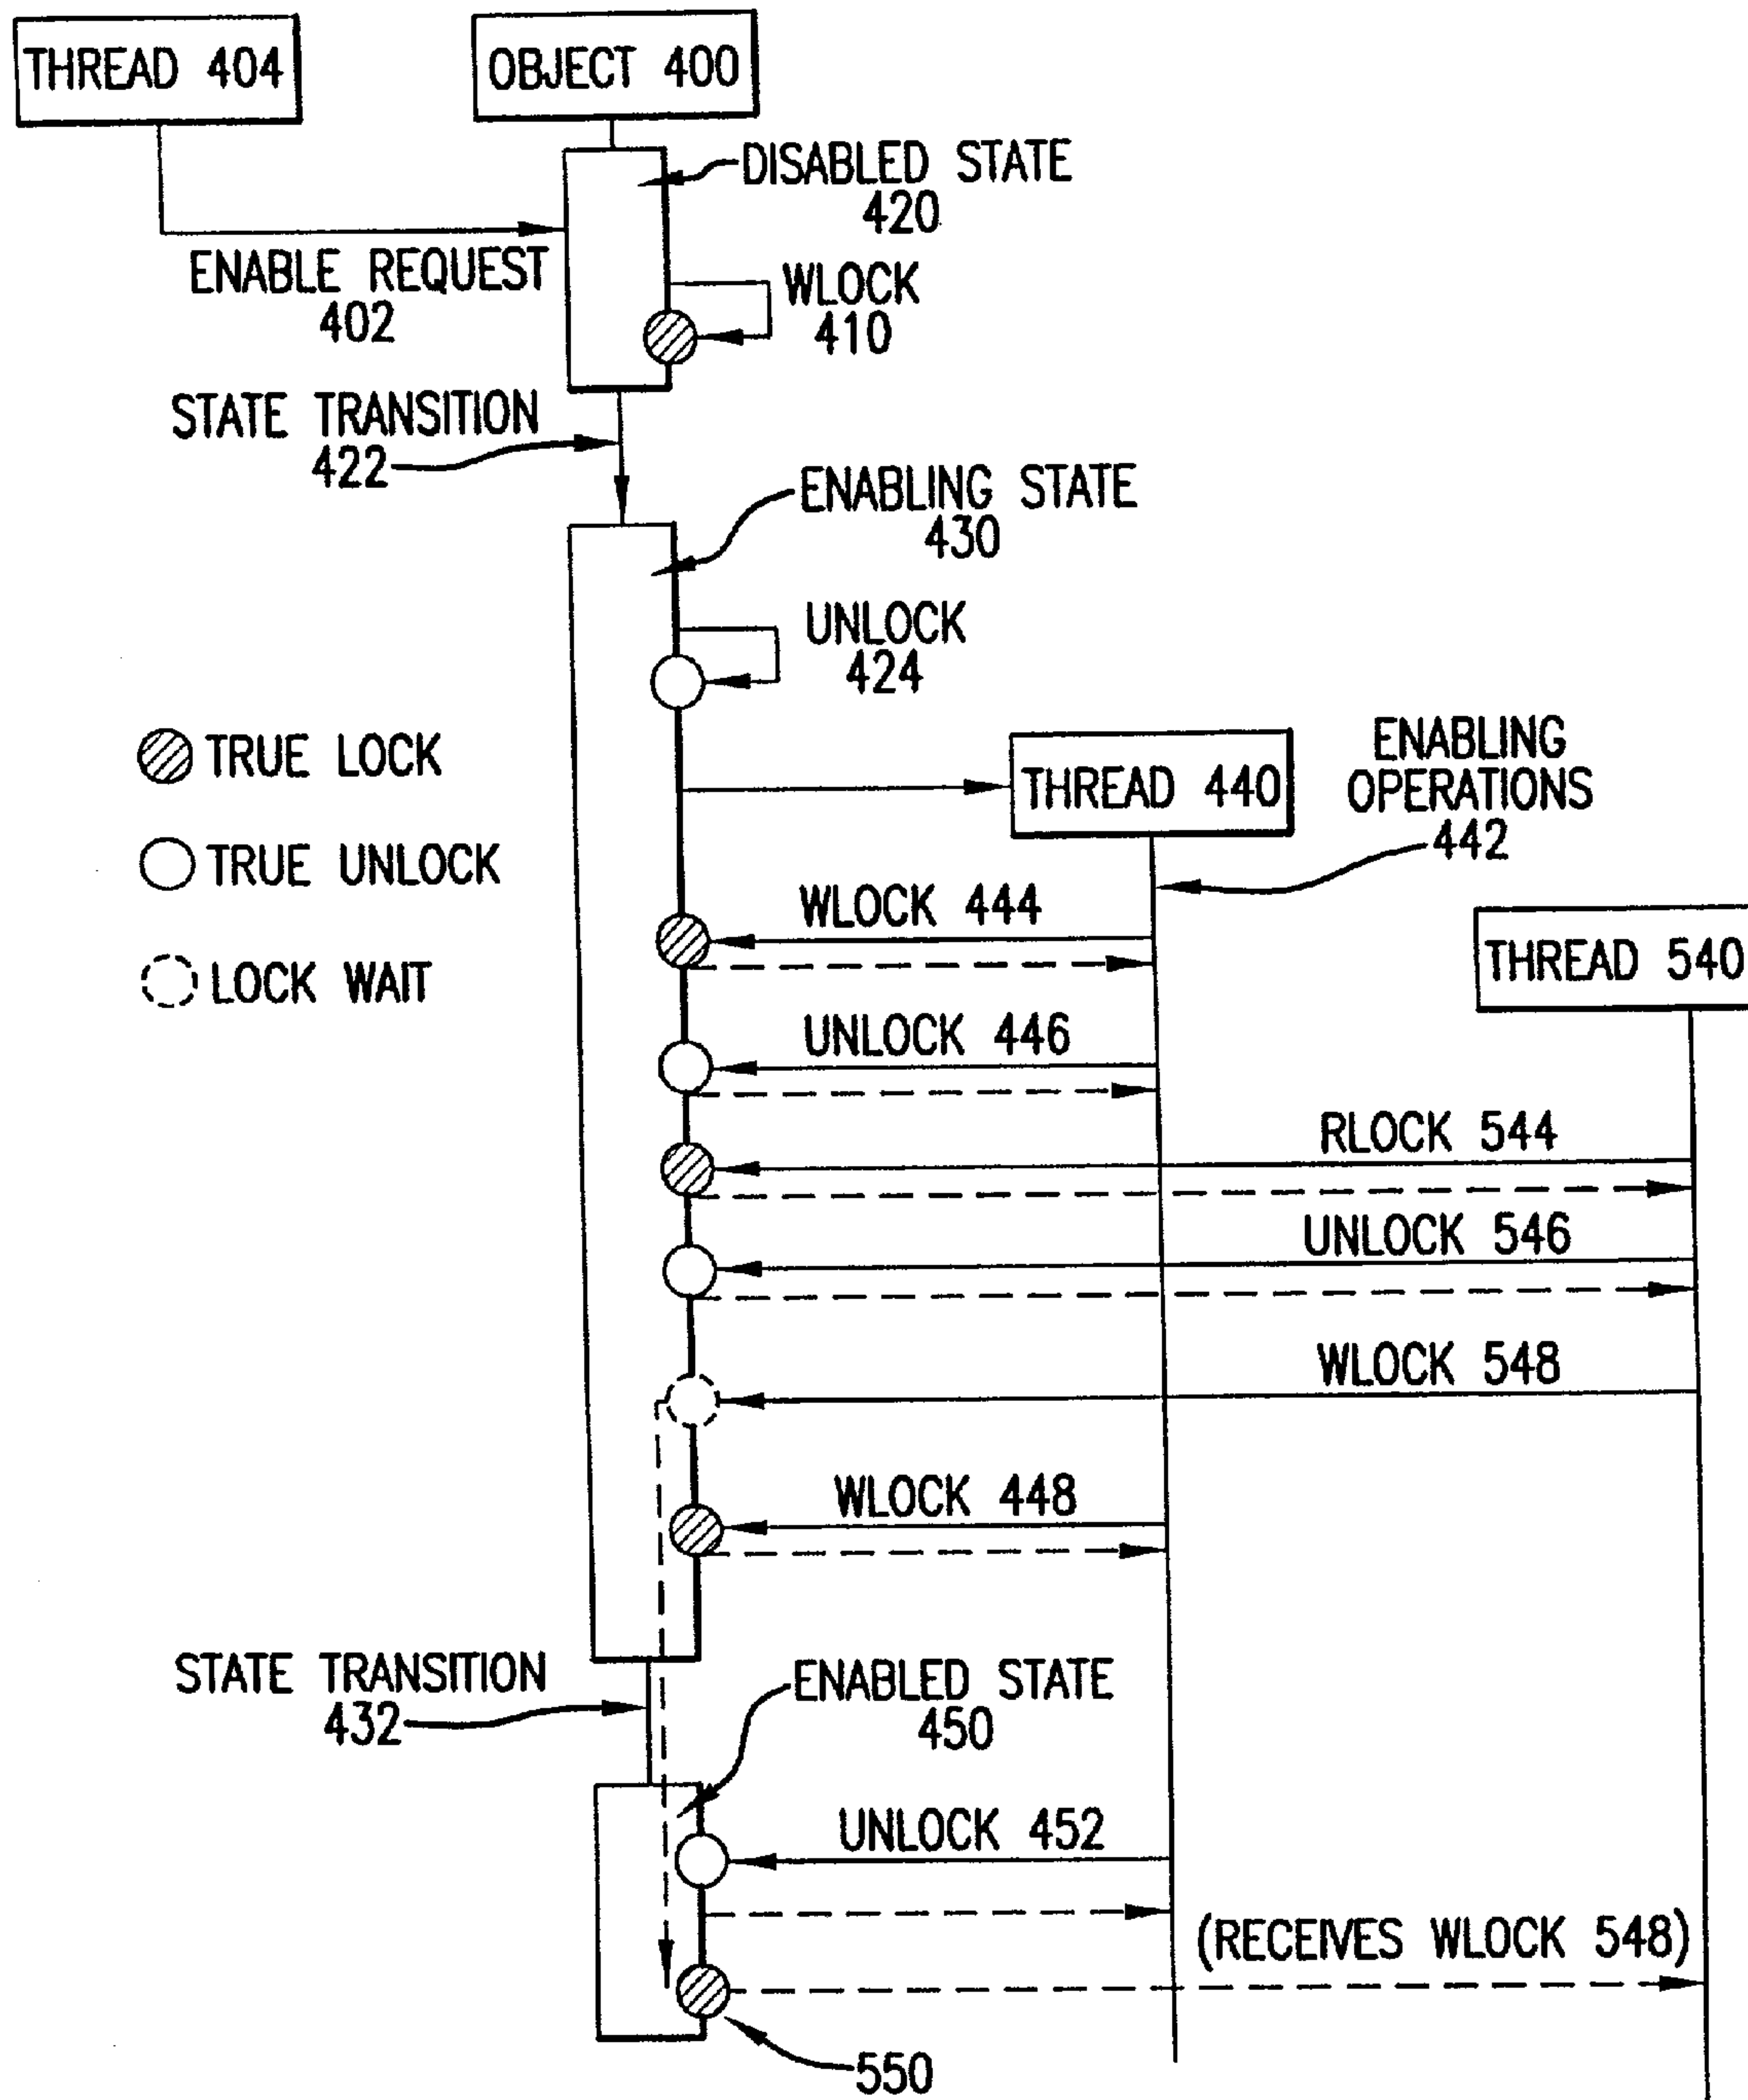 THREAD 404
OBJECT 400
DISABLED STATE
420
ENABLE REQUEST
402
WLOCK
410
STATE TRANSITION
422
ENABLING STATE
430
UNLOCK
424
TRUE LOCK
TRUE UNLOCK
LOCK WAIT
THREAD 440
ENABLING
OPERATIONS
442
WLOCK 444
THREAD 540
UNLOCK 446
RLOCK 544
UNLOCK 546
WLOCK 548
WLOCK 448
STATE TRANSITION
432
ENABLED STATE
450
UNLOCK 452
(RECEIVES WLOCK 548)
550